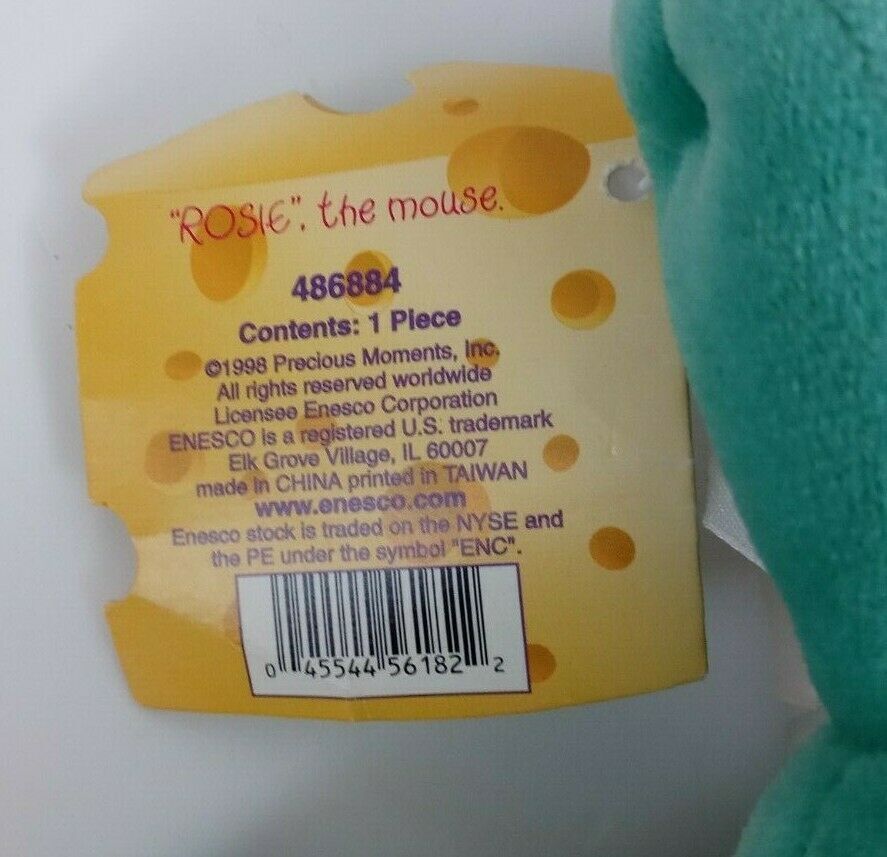 "ROSIE", the mouse.
486884
Contents: 1 Piece
©1998 Precious Moments, Inc.
All rights reserved worldwide
Licensee Enesco Corporation
ENESCO is a registered U.S. trademark
Elk Grove Village, IL 60007
made in CHINA printed in TAIWAN
www.enesco.com
Enesco stock is traded on the NYSE and
the PE under the symbol "ENC".
0 45544 56182 2